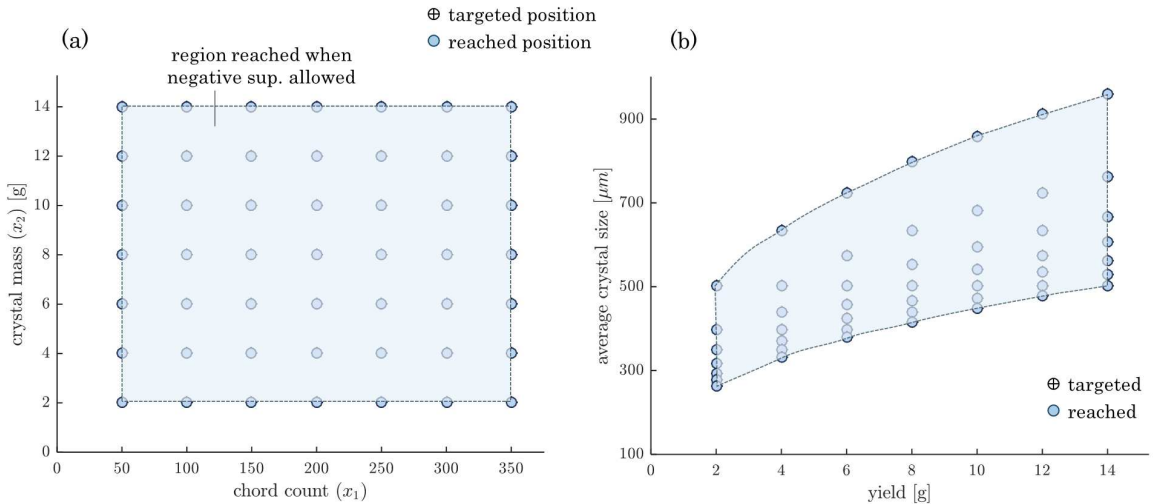 ⊕ targeted position
reached position
(a)
region reached when
negative sup. allowed
crystal mass (x₂) [g]
14
12
10
8
6
4
2
0
0 50 100 150 200 250 300 350
chord count (x₁)
(b)
average crystal size [μm]
900
700
500
300
100
⊕ targeted
reached
0 2 4 6 8 10 12 14
yield [g]